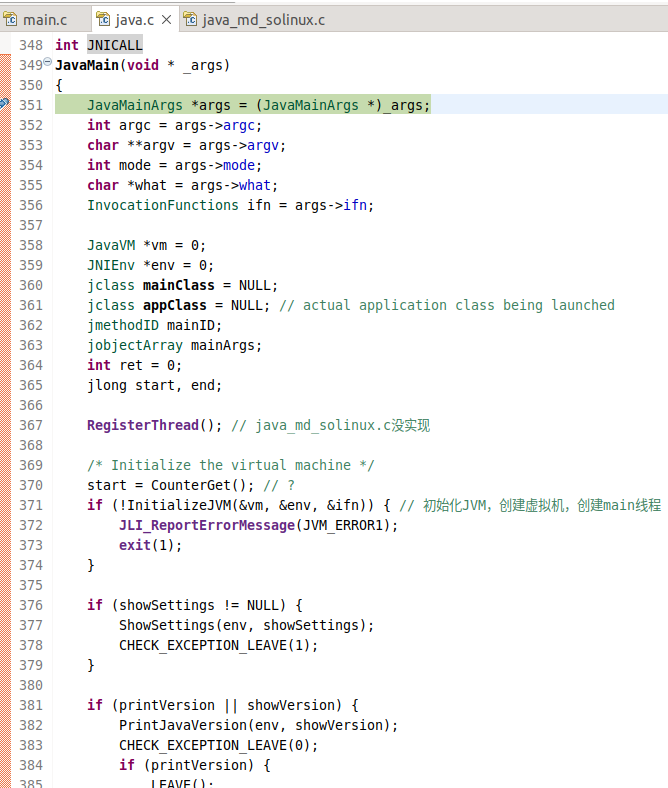 main.c java.c java_md_solinux.c
348 int JNICALL
349 JavaMain(void * _args)
350 {
351     JavaMainArgs *args = (JavaMainArgs *)_args;
352     int argc = args->argc;
353     char **argv = args->argv;
354     int mode = args->mode;
355     char *what = args->what;
356     InvocationFunctions ifn = args->ifn;
357
358     JavaVM *vm = 0;
359     JNIEnv *env = 0;
360     jclass mainClass = NULL;
361     jclass appClass = NULL; // actual application class being launched
362     jmethodID mainID;
363     jobjectArray mainArgs;
364     int ret = 0;
365     jlong start, end;
366
367     RegisterThread(); // java_md_solinux.c没实现
368
369     /* Initialize the virtual machine */
370     start = CounterGet(); // ?
371     if (!InitializeJVM(&vm, &env, &ifn)) { // 初始化JVM，创建虚拟机，创建main线程
372         JLI_ReportErrorMessage(JVM_ERROR1);
373         exit(1);
374     }
375
376     if (showSettings != NULL) {
377         ShowSettings(env, showSettings);
378         CHECK_EXCEPTION_LEAVE(1);
379     }
380
381     if (printVersion || showVersion) {
382         PrintJavaVersion(env, showVersion);
383         CHECK_EXCEPTION_LEAVE(0);
384         if (printVersion) {
385             LEAVE();